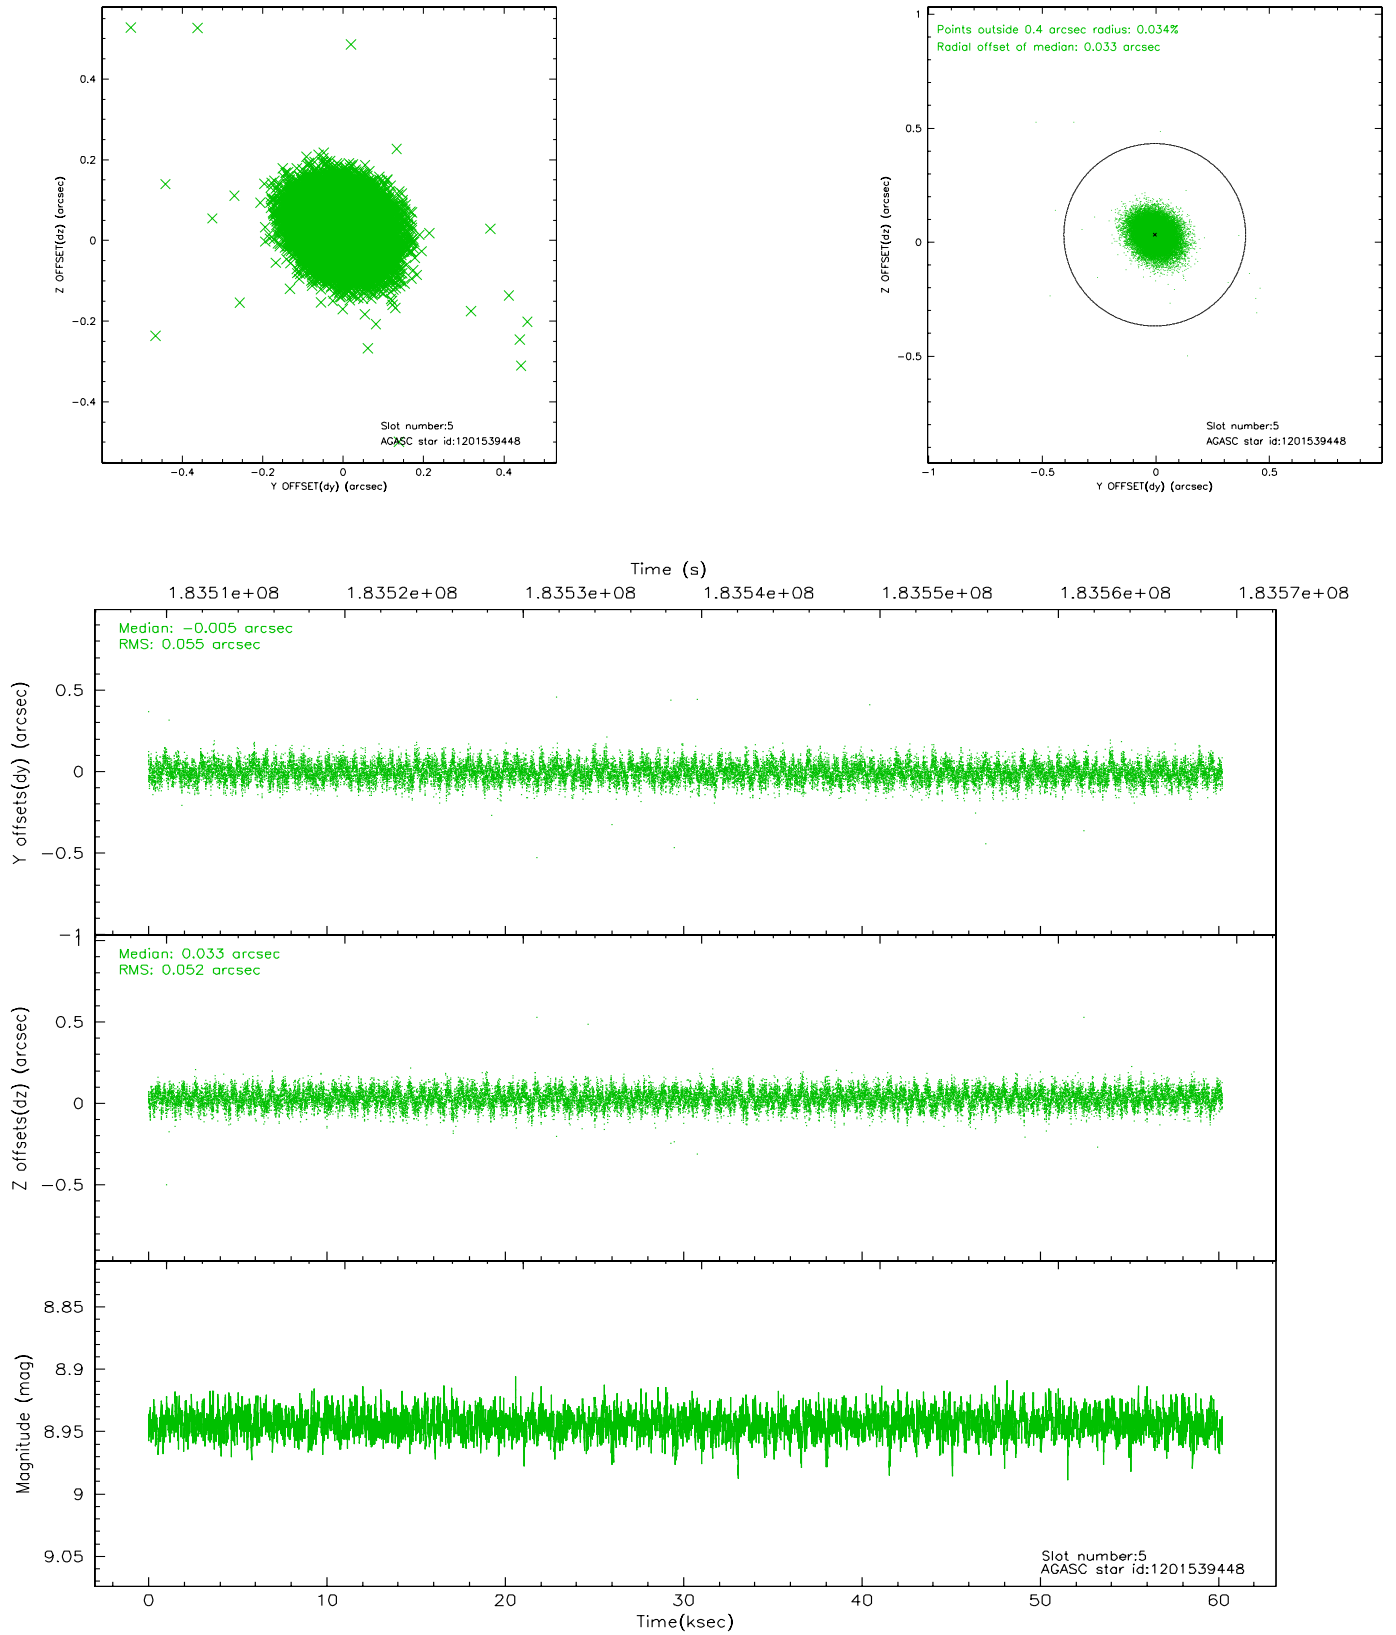 0.4
0.2
0
−0.2
−0.4
Z OFFSET(dz) (arcsec)
Slot number:5
AGASC star id:1201539448
−0.4
−0.2
0
0.2
0.4
Y OFFSET(dy) (arcsec)
Points outside 0.4 arcsec radius: 0.034%
Radial offset of median: 0.033 arcsec
1
0.5
0
−0.5
Z OFFSET(dz) (arcsec)
Slot number:5
AGASC star id:1201539448
−1
−0.5
0
0.5
Y OFFSET(dy) (arcsec)
Time (s)
1.8351e+08
1.8352e+08
1.8353e+08
1.8354e+08
1.8355e+08
1.8356e+08
1.8357e+08
Median: −0.005 arcsec
RMS: 0.055 arcsec
0.5
0
−0.5
−1
Y offsets(dy) (arcsec)
Median: 0.033 arcsec
RMS: 0.052 arcsec
1
0.5
0
−0.5
Z offsets(dz) (arcsec)
8.85
8.9
8.95
9
9.05
Magnitude (mag)
Slot number:5
AGASC star id:1201539448
0
10
20
30
40
50
60
Time(ksec)